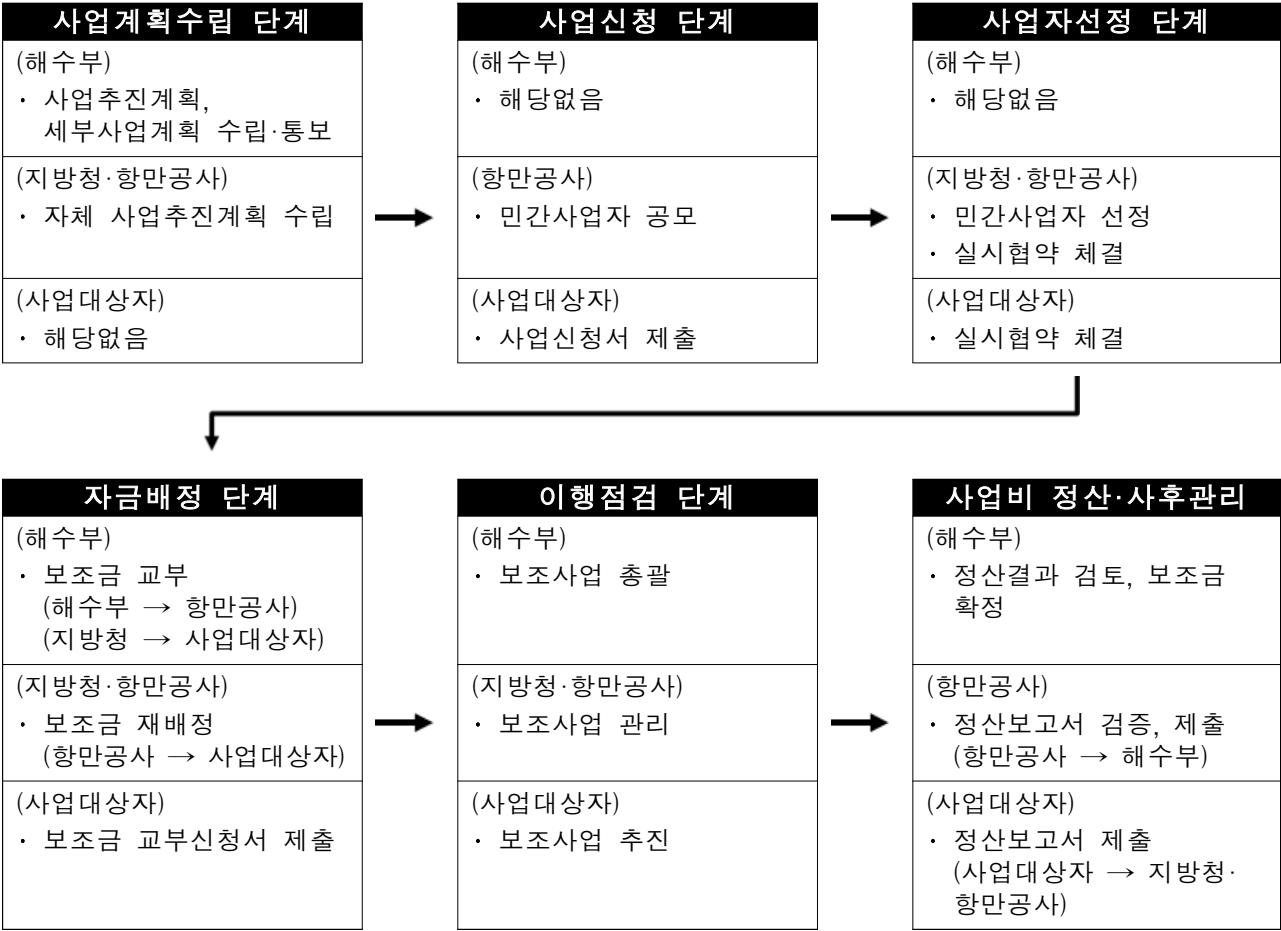 사업계획수립 단계
(해수부)
· 사업추진계획,
세부사업계획 수립·통보
(지방청·항만공사)
· 자체 사업추진계획 수립
(사업대상자)
· 해당없음
사업신청 단계
(해수부)
· 해당없음
(항만공사)
· 민간사업자 공모
(사업대상자)
· 사업신청서 제출
사업자선정 단계
(해수부)
· 해당없음
(지방청·항만공사)
· 민간사업자 선정
· 실시협약 체결
(사업대상자)
· 실시협약 체결
자금배정 단계
(해수부)
· 보조금 교부
(해수부 → 항만공사)
(지방청 → 사업대상자)
(지방청·항만공사)
· 보조금 재배정
(항만공사 → 사업대상자)
(사업대상자)
· 보조금 교부신청서 제출
이행점검 단계
(해수부)
· 보조사업 총괄
(지방청·항만공사)
· 보조사업 관리
(사업대상자)
· 보조사업 추진
사업비 정산·사후관리
(해수부)
· 정산결과 검토, 보조금
확정
(항만공사)
· 정산보고서 검증, 제출
(항만공사 → 해수부)
(사업대상자)
· 정산보고서 제출
(사업대상자 → 지방청·
항만공사)